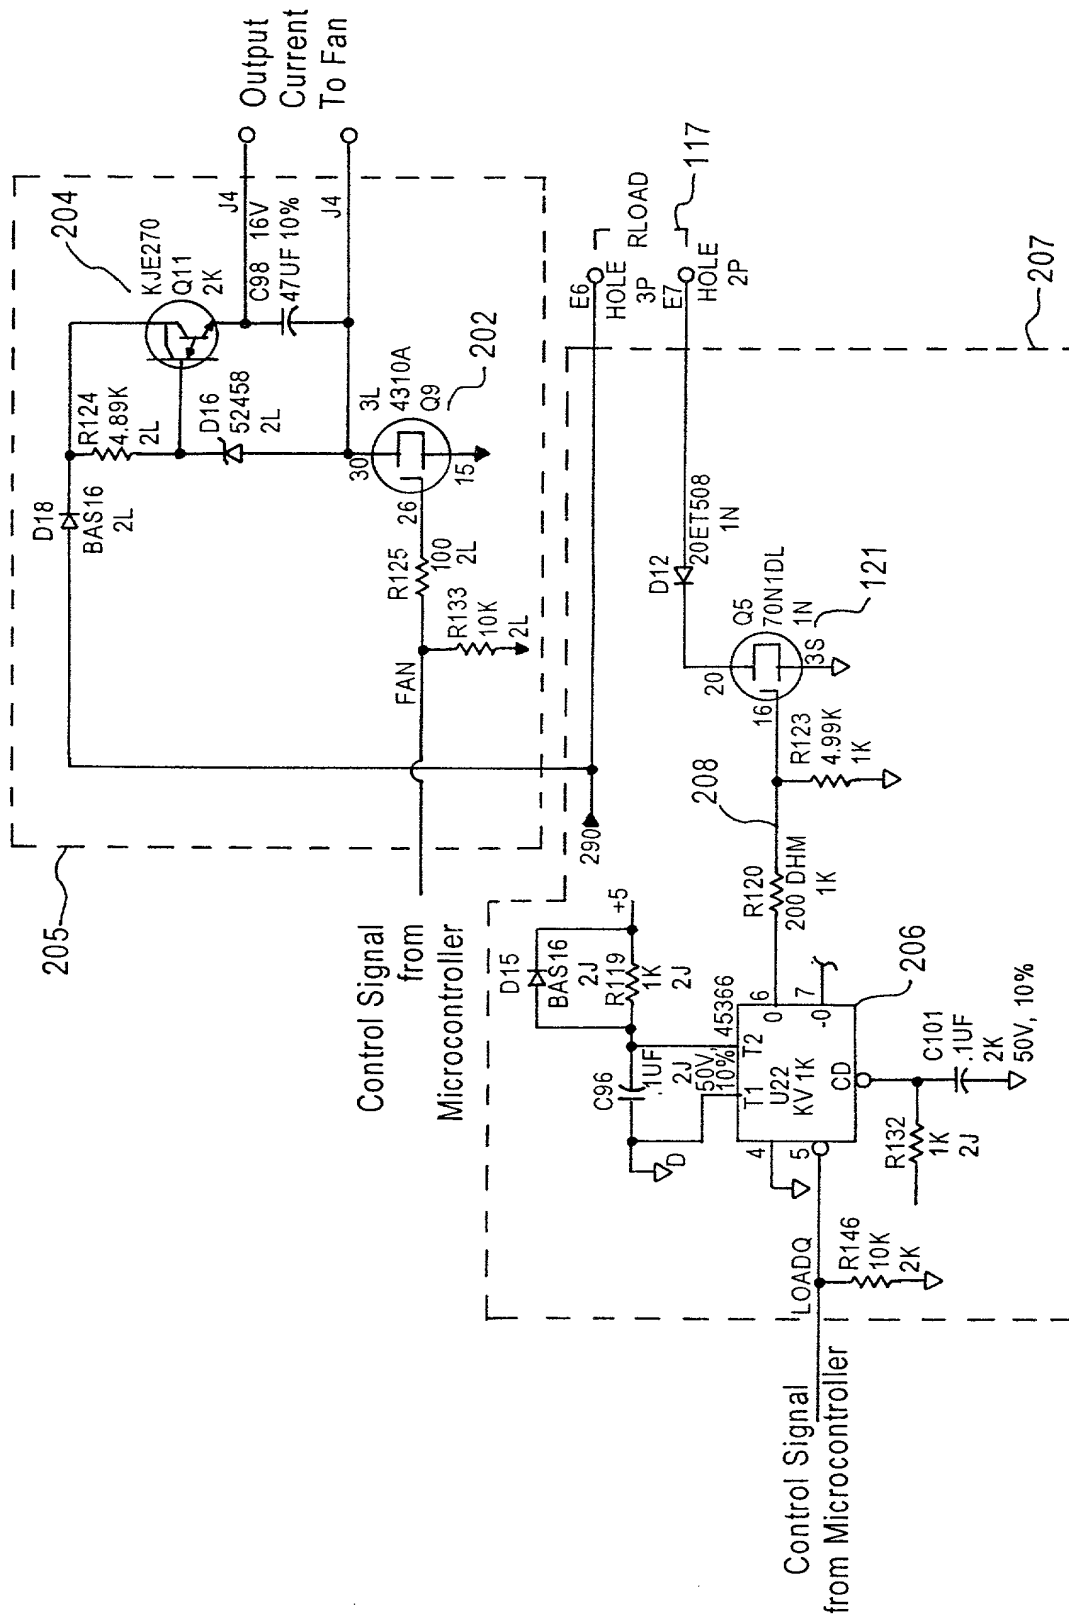 205
204
KJE270
Q11
2K
D18
BAS16
2L
R124
4.89K
2L
D16
52458
2L
C98 16V
47UF 10%
J4
J4
Output
Current
To Fan
Control Signal
from
Microcontroller
FAN
R125
100
2L
R133
10K
2L
26
30
15
3L
4310A
Q9
202
290
E6
HOLE
3P
RLOAD
E7
HOLE
2P
117
207
D12
20ET508
1N
Q5
70N1DL
1N
20
16
3S
121
R123
4.99K
1K
208
R120
200 DHM
1K
D15
BAS16
2J
R119
1K
2J
+5
C96
.1UF
2J
50V,
10%
45366
D
T1
T2
U22
KV1K
CD
4
5
6
7
0
-0
206
C101
.1UF
2K
50V, 10%
R132
1K
2J
LOADQ
R146
10K
2K
Control Signal
from Microcontroller